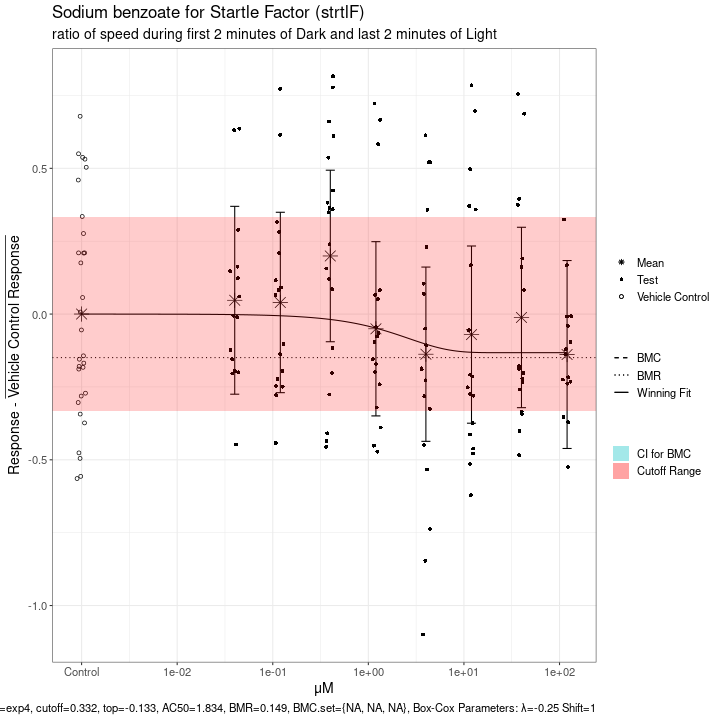 Sodium benzoate for Startle Factor (strtlF)
ratio of speed during first 2 minutes of Dark and last 2 minutes of Light
Response - Vehicle Control Response
0.5
0.0
-0.5
-1.0
Control
1e-02
1e-01
1e+00
1e+01
1e+02
μM
Mean
Test
Vehicle Control
BMC
BMR
Winning Fit
CI for BMC
Cutoff Range
=exp4, cutoff=0.332, top=-0.133, AC50=1.834, BMR=0.149, BMC.set={NA, NA, NA}, Box-Cox Parameters: λ=-0.25 Shift=1